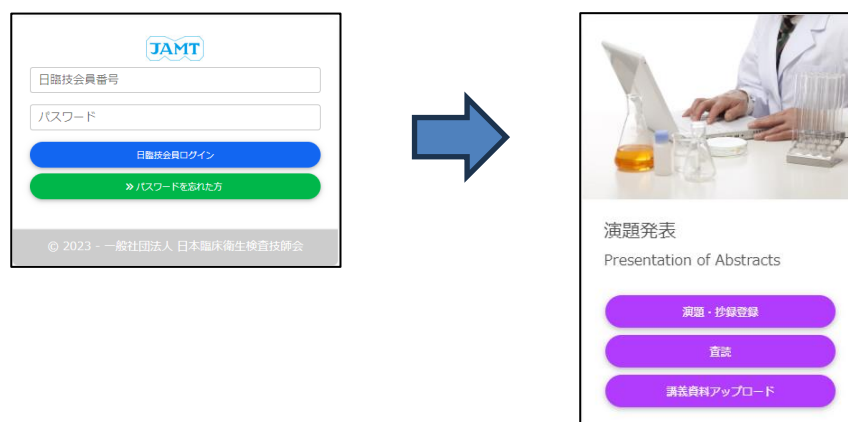 JAMT
日臨技会員番号
パスワード
日臨技会員ログイン
» パスワードを忘れた方
© 2023 - 一般社団法人 日本臨床衛生検査技師会
演題発表
Presentation of Abstracts
演題・抄録登録
査読
講義資料アップロード